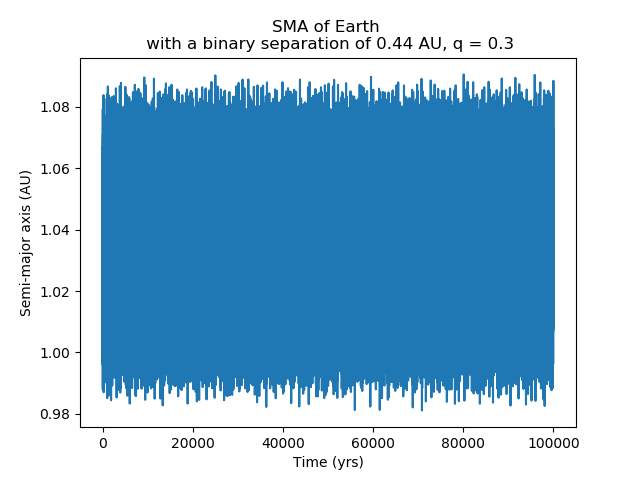 SMA of Earth
with a binary separation of 0.44 AU, q = 0.3
1.08
1.06
1.04
1.02
1.00
0.98
Semi-major axis (AU)
0 20000 40000 60000 80000 100000
Time (yrs)